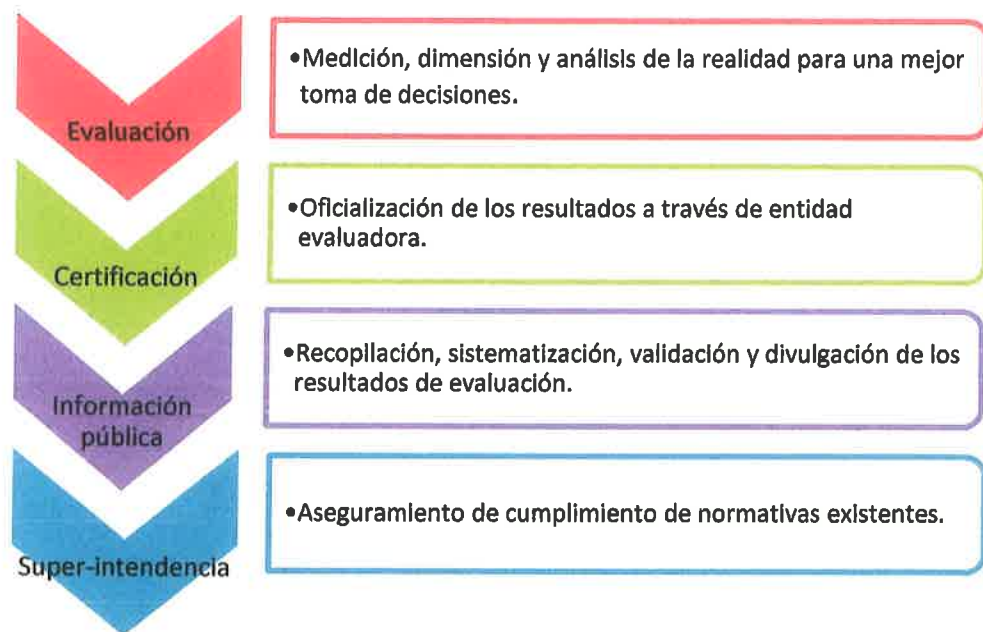 Evaluación
•Medición, dimensión y análisis de la realidad para una mejor
toma de decisiones.
Certificación
•Oficialización de los resultados a través de entidad
evaluadora.
Información
pública
•Recopilación, sistematización, validación y divulgación de los
resultados de evaluación.
Super-intendencia
•Aseguramiento de cumplimiento de normativas existentes.